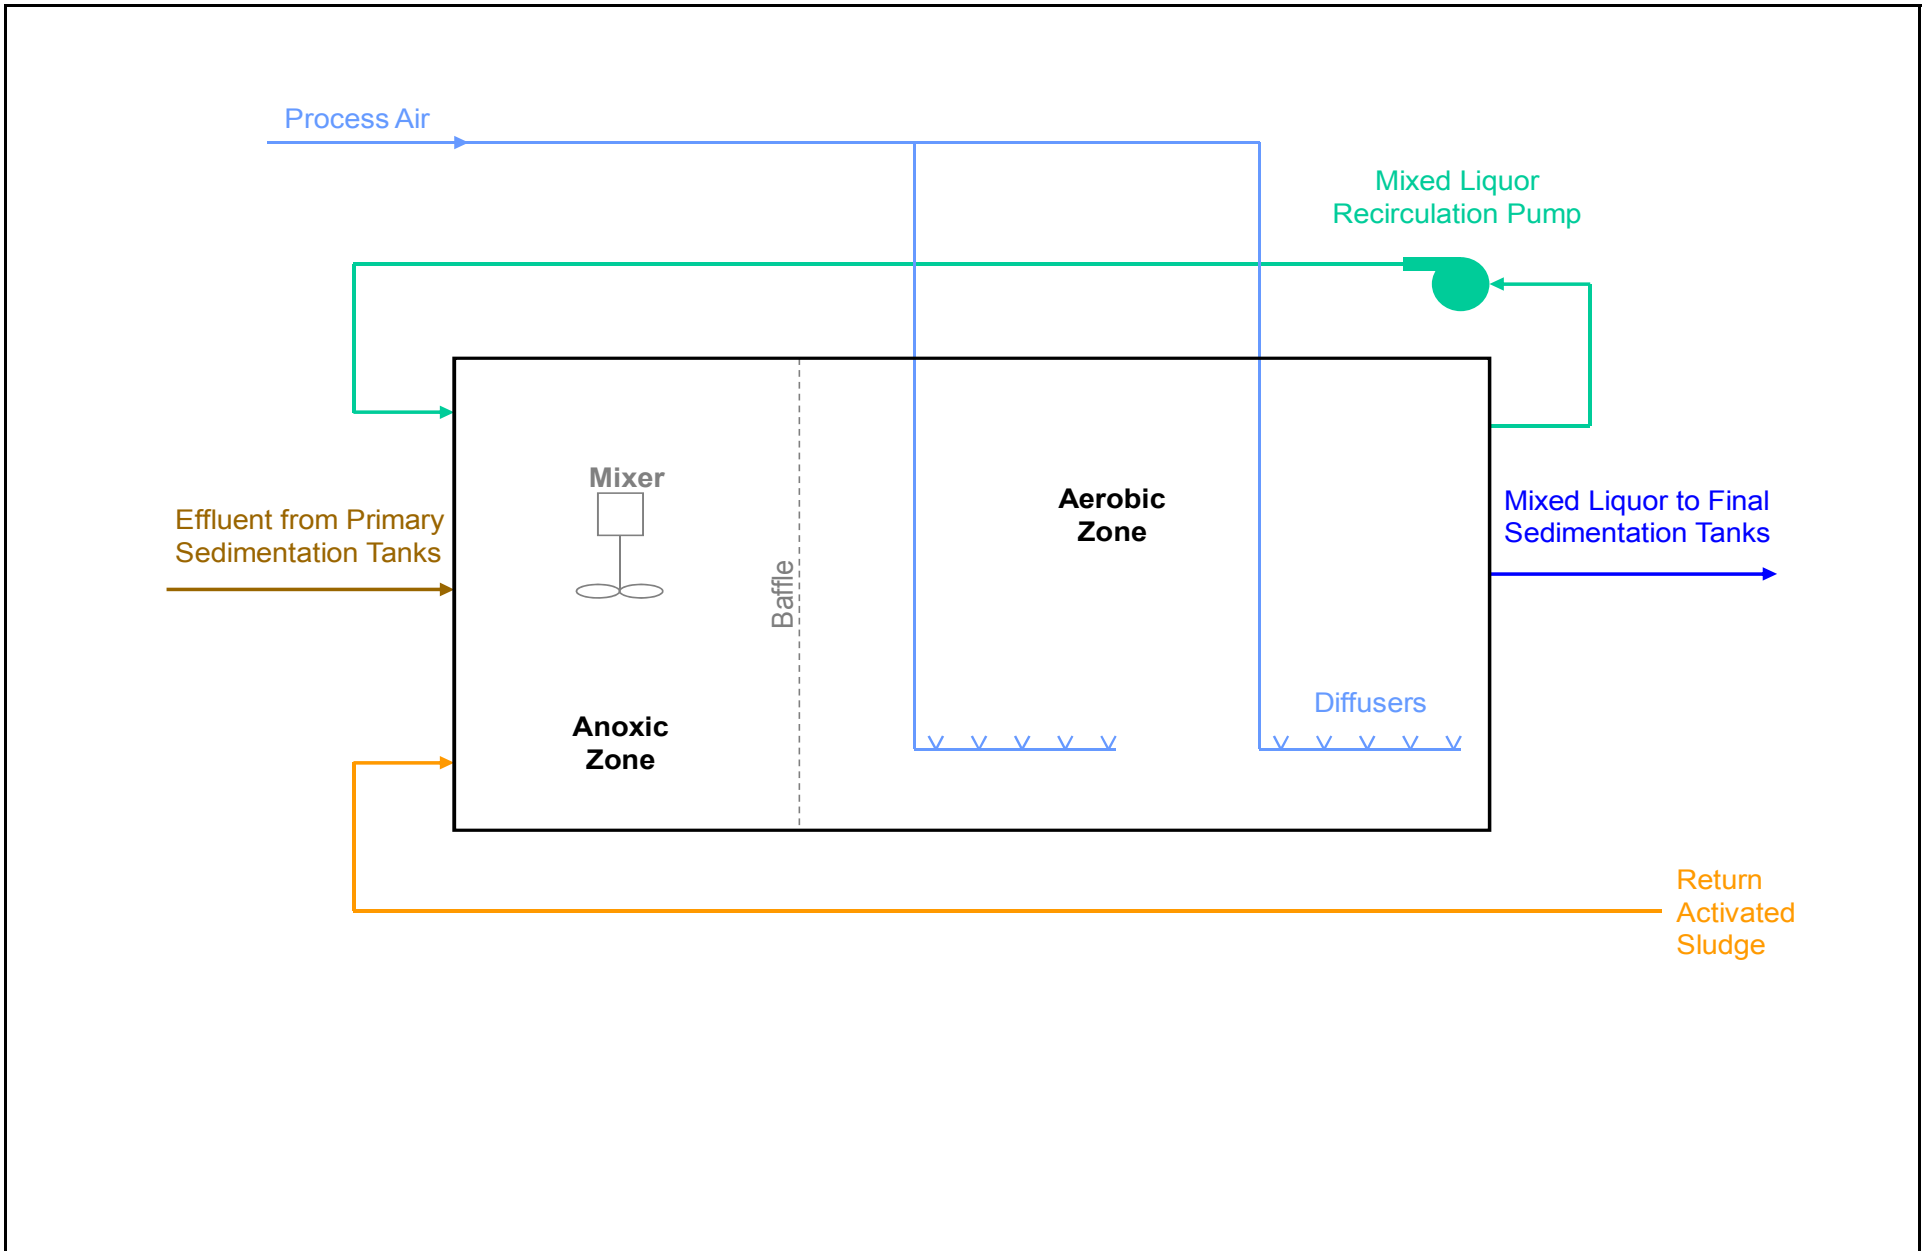 Process Air
Mixed Liquor
Recirculation Pump
Mixer
Effluent from Primary
Sedimentation Tanks
Baffle
Aerobic
Zone
Mixed Liquor to Final
Sedimentation Tanks
Anoxic
Zone
Diffusers
Return
Activated
Sludge